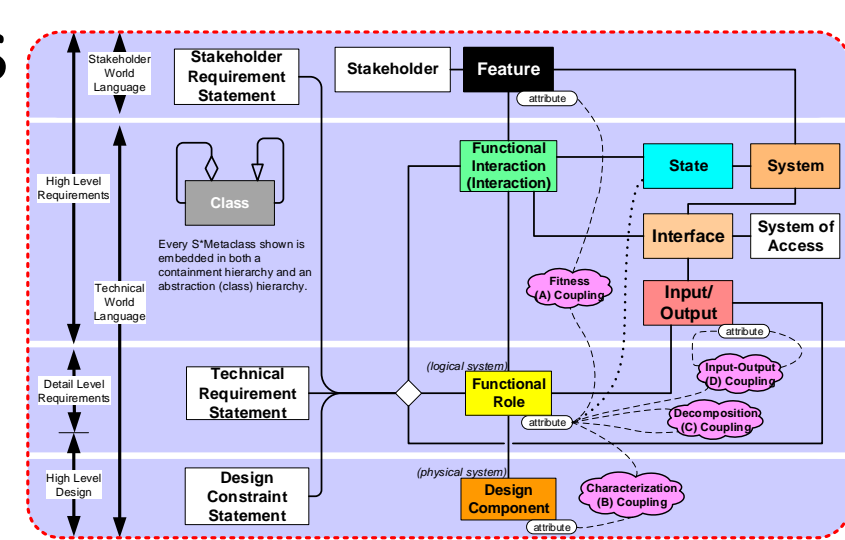 S
Stakeholder
World
Language
Stakeholder
Requirement
Statement
Stakeholder
Feature
attribute
High Level
Requirements
Technical
World
Language
Class
Every S*Metaclass shown is
embedded in both a
containment hierarchy and an
abstraction (class) hierarchy.
Functional
Interaction
(Interaction)
State
System
Interface
System of
Access
Fitness
(A) Coupling
Input/
Output
attribute
Input-Output
(D) Coupling
Detail Level
Requirements
Technical
Requirement
Statement
(logical system)
Functional
Role
attribute
Decomposition
(C) Coupling
High Level
Design
Design
Constraint
Statement
(physical system)
Design
Component
attribute
Characterization
(B) Coupling